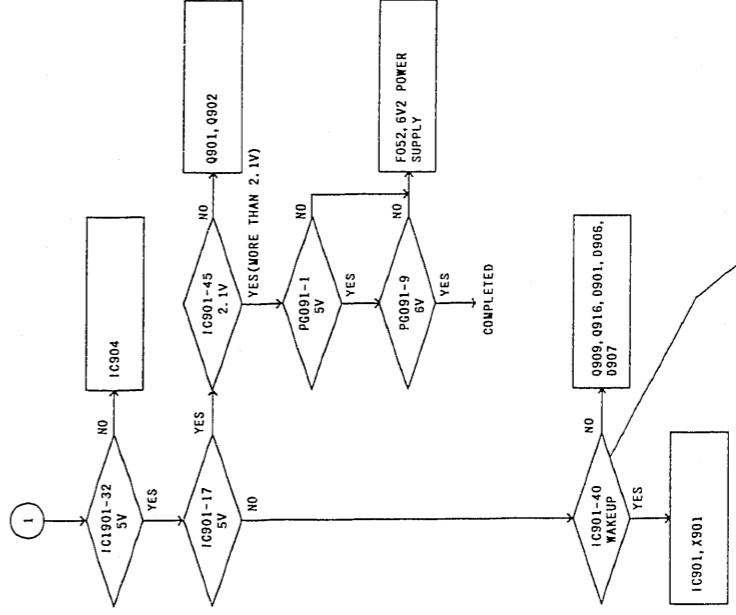 1
IC1901-32
5V
NO
IC904
YES
IC901-17
5V
YES
NO
IC901-45
2.1V
NO
Q901, Q902
YES(MORE THAN 2.1V)
PG091-1
5V
NO
YES
PG091-9
6V
NO
F052, 6V2 POWER
SUPPLY
YES
COMPLETED
IC901-40
WAKEUP
NO
Q909, Q916, D901, D906,
D907
YES
IC901, X901